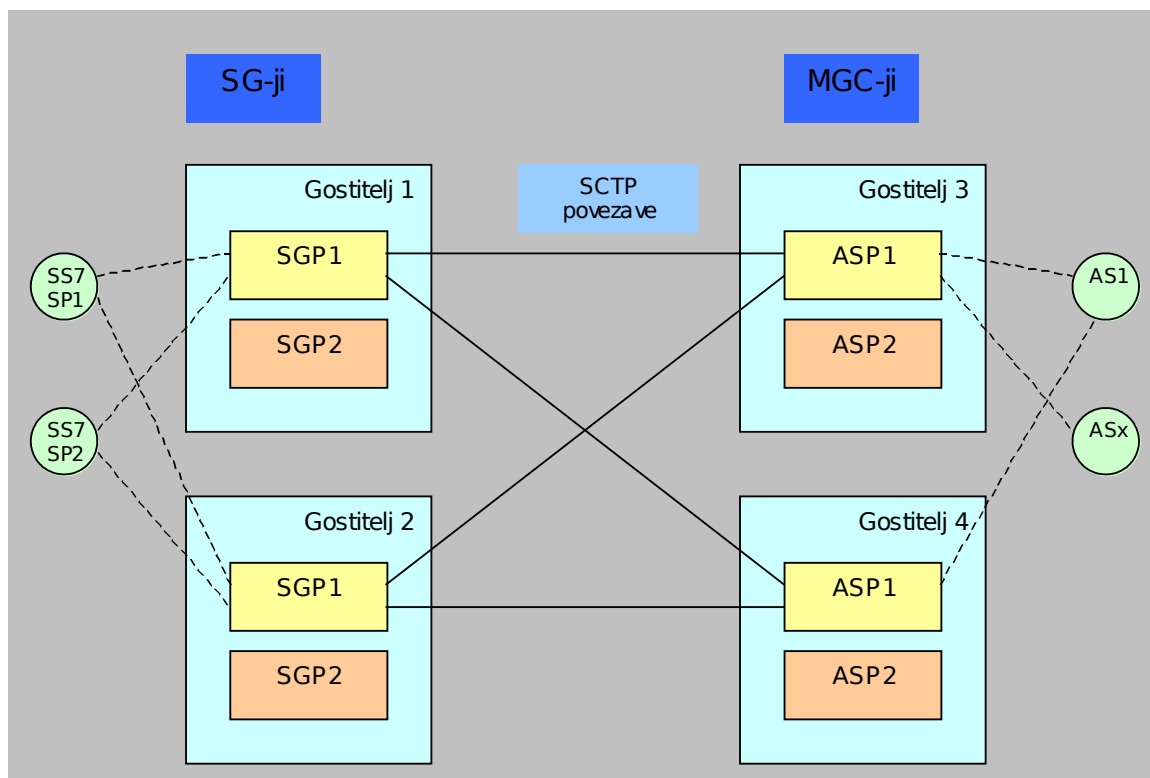 SG-ji
MGC-ji
Gostitelj 1
SCTP
povezave
Gostitelj 3
SGP1
ASP1
SS7
SP1
AS1
SGP2
ASP2
SS7
SP2
ASx
Gostitelj 2
Gostitelj 4
SGP1
ASP1
SGP2
ASP2